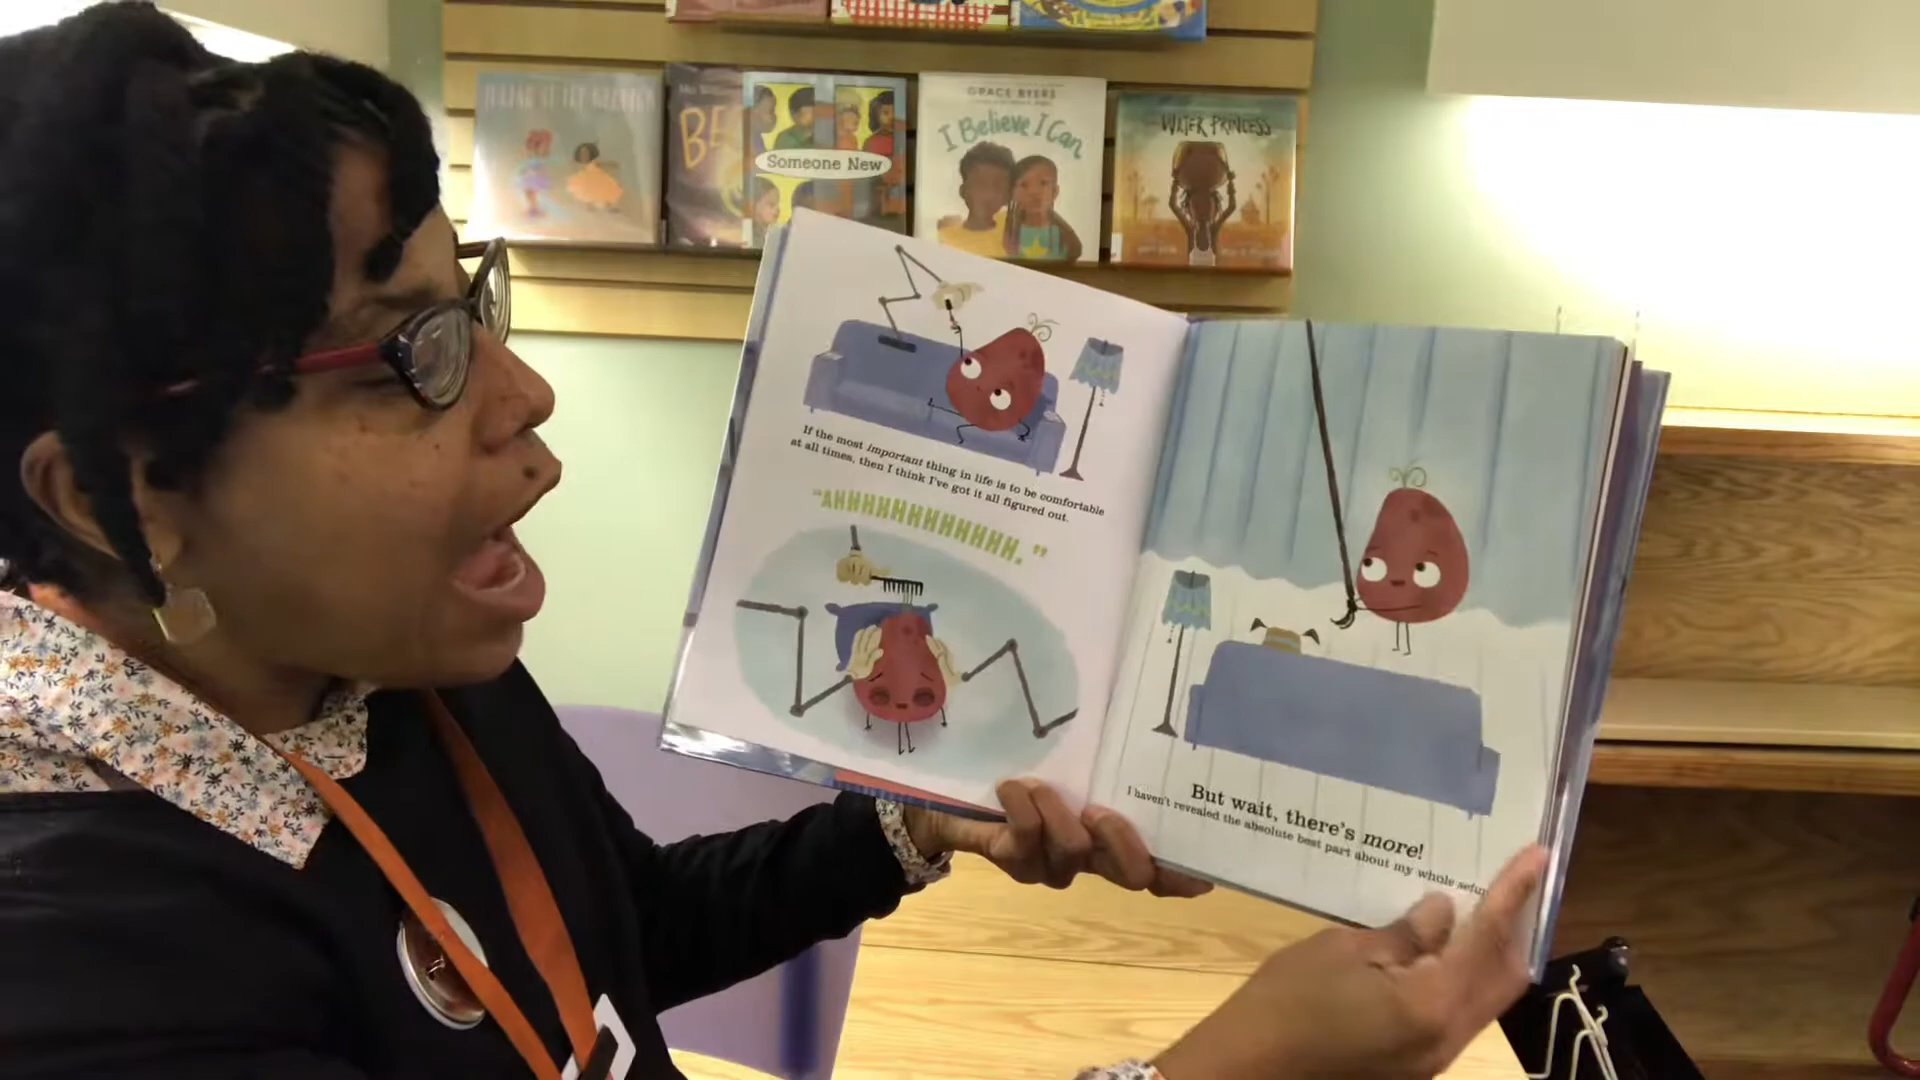 Someone New
GRACE BYERS
I Believe I Can
WATER PRINCESS
If the most important thing in life is to be comfortable
at all times, then I think I've got it all figured out.
"AHHHHHHHHHHHH."
But wait, there's more!
I haven't revealed the absolute best part about my whole